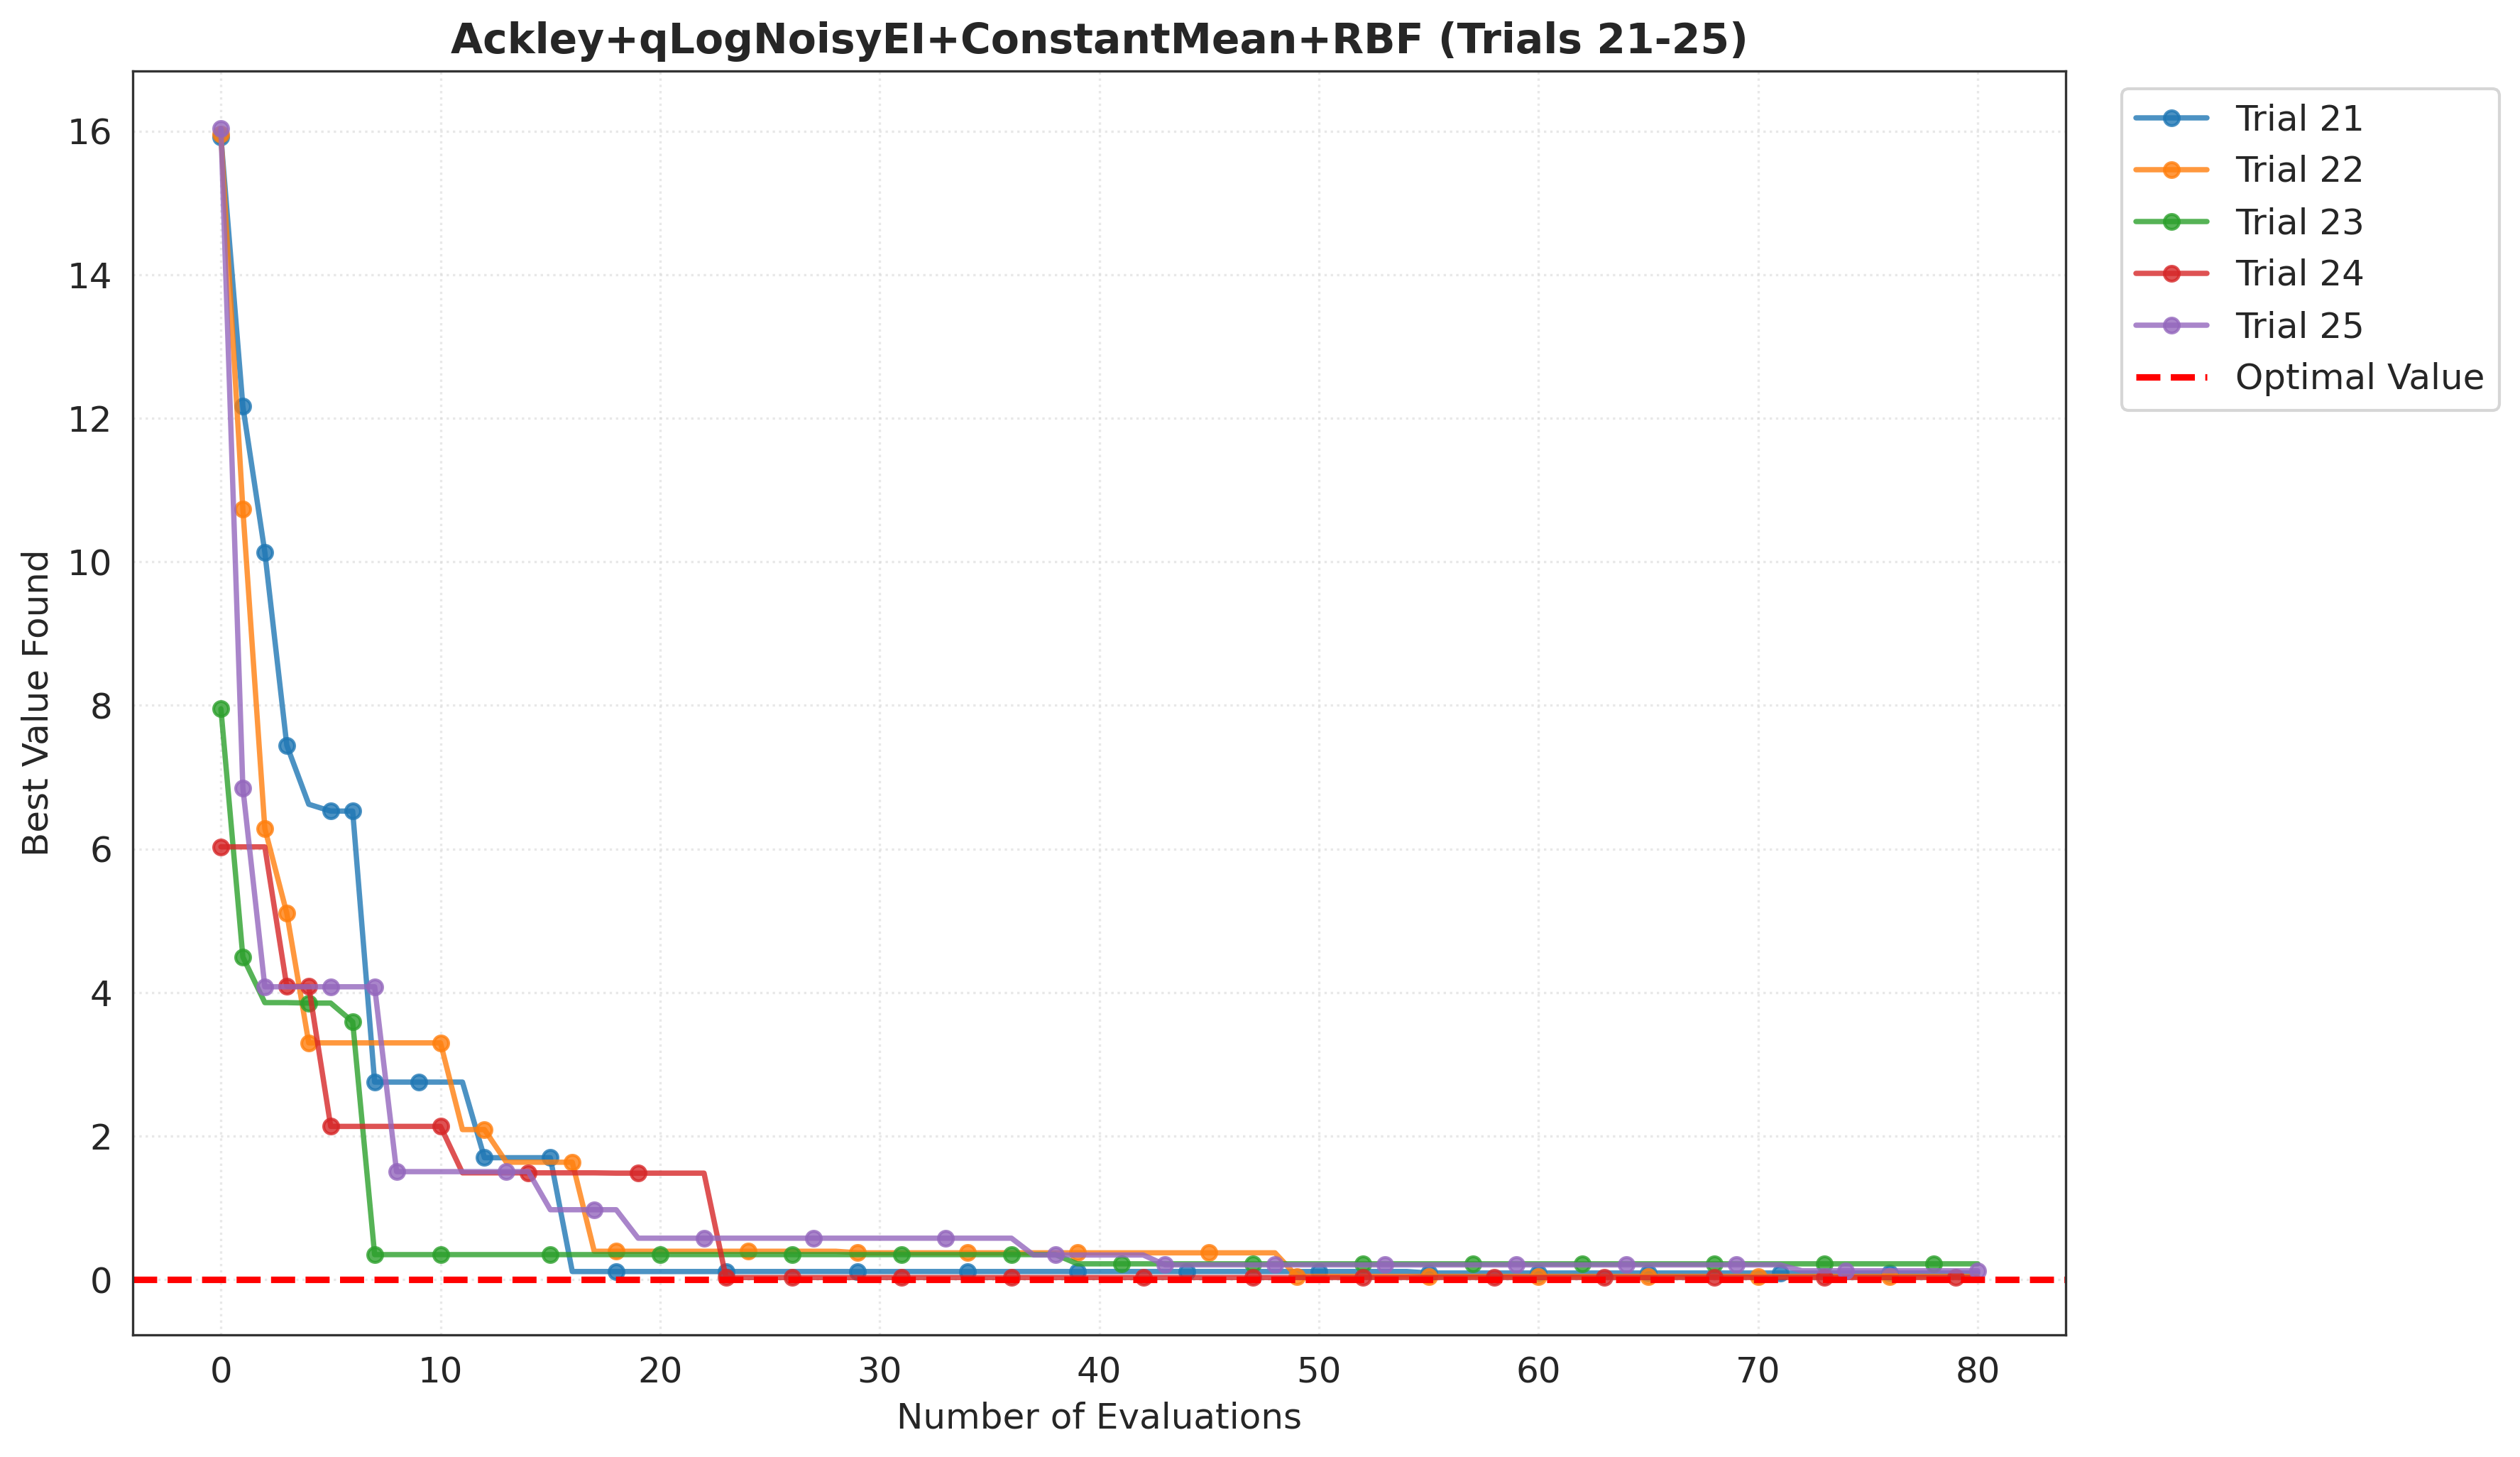 Ackley+qLogNoisyEI+ConstantMean+RBF (Trials 21-25)
Best Value Found
16
14
12
10
8
6
4
2
0
0 10 20 30 40 50 60 70 80
Number of Evaluations
Trial 21
Trial 22
Trial 23
Trial 24
Trial 25
Optimal Value